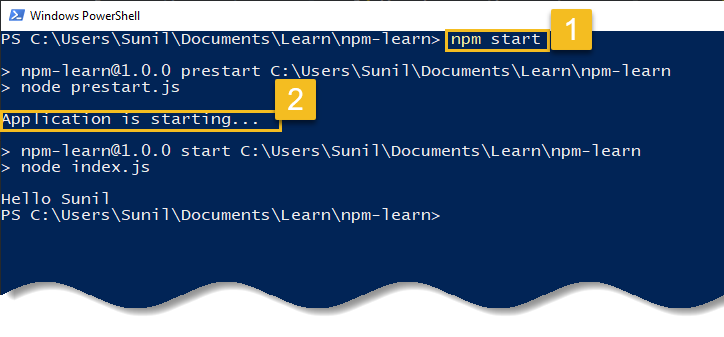 Windows PowerShell
PS C:\Users\Sunil\Documents\Learn\npm-learn> npm start
1
> npm-learn@1.0.0 prestart C:\Users\Sunil\Documents\Learn\npm-learn
> node prestart.js
2
Application is starting...
> npm-learn@1.0.0 start C:\Users\Sunil\Documents\Learn\npm-learn
> node index.js
Hello Sunil
PS C:\Users\Sunil\Documents\Learn\npm-learn>